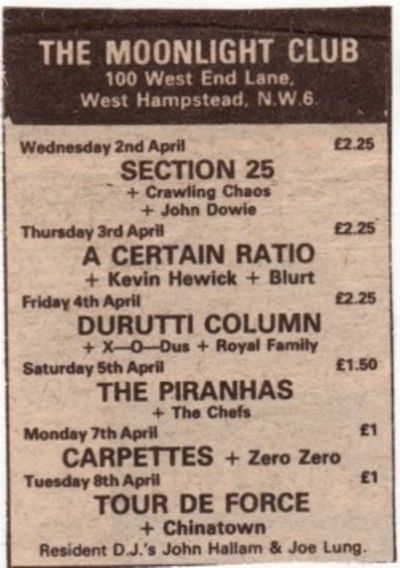 THE MOONLIGHT CLUB
100 West End Lane,
West Hampstead, N.W.6.
Wednesday 2nd April £2.25
SECTION 25
+ Crawling Chaos
+ John Dowie
Thursday 3rd April £2.25
A CERTAIN RATIO
+ Kevin Hewick + Blurt
Friday 4th April £2.25
DURUTTI COLUMN
+ X—O—Dus + Royal Family
Saturday 5th April £1.50
THE PIRANHAS
+ The Chefs
Monday 7th April £1
CARPETTES + Zero Zero
Tuesday 8th April £1
TOUR DE FORCE
+ Chinatown
Resident D.J.'s John Hallam & Joe Lung.